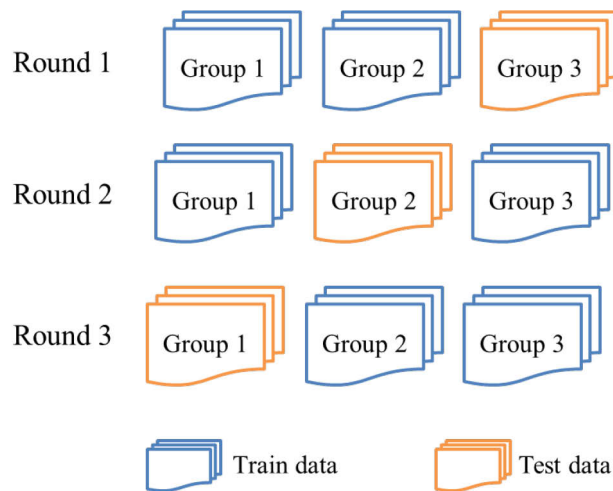 Round 1 Group 1 Group 2 Group 3
Round 2 Group 1 Group 2 Group 3
Round 3 Group 1 Group 2 Group 3
Train data Test data